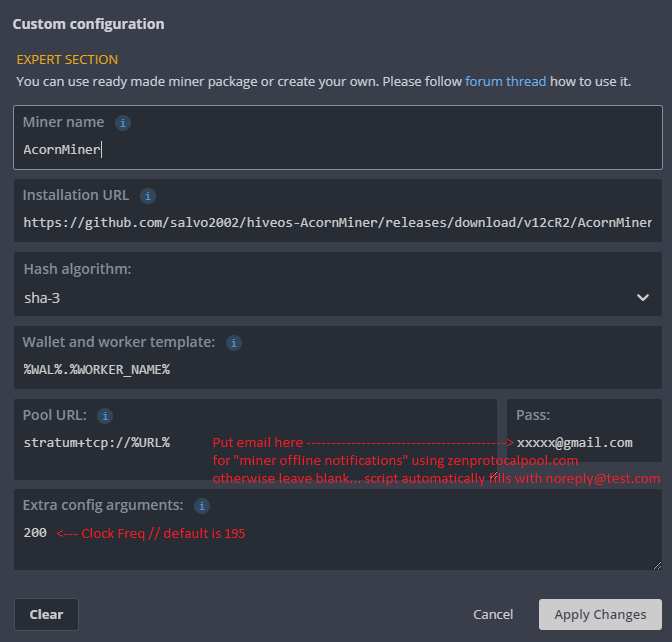 Custom configuration
EXPERT SECTION
You can use ready made miner package or create your own. Please follow forum thread how to use it.
Miner name i
AcornMiner
Installation URL i
https://github.com/salvo2002/hiveos-AcornMiner/releases/download/v12cR2/AcornMiner
Hash algorithm:
sha-3
Wallet and worker template: i
%WAL%.%WORKER_NAME%
Pool URL: i
Pass:
stratum+tcp://%URL%
Put email here ---------------------------------------->
xxxxx@gmail.com
for "miner offline notifications" using zenprotocalpool.com
otherwise leave blank... script automatically fills with noreply@test.com
Extra config arguments: i
200 <--- Clock Freq // default is 195
Clear
Cancel
Apply Changes